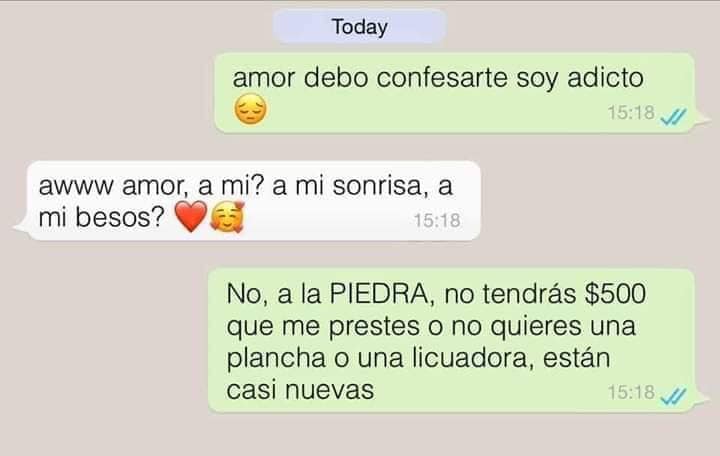 Today
amor debo confesarte soy adicto
😔
15:18
awww amor, a mi? a mi sonrisa, a
mi besos? ❤️🥰
15:18
No, a la PIEDRA, no tendrás $500
que me prestes o no quieres una
plancha o una licuadora, están
casi nuevas
15:18